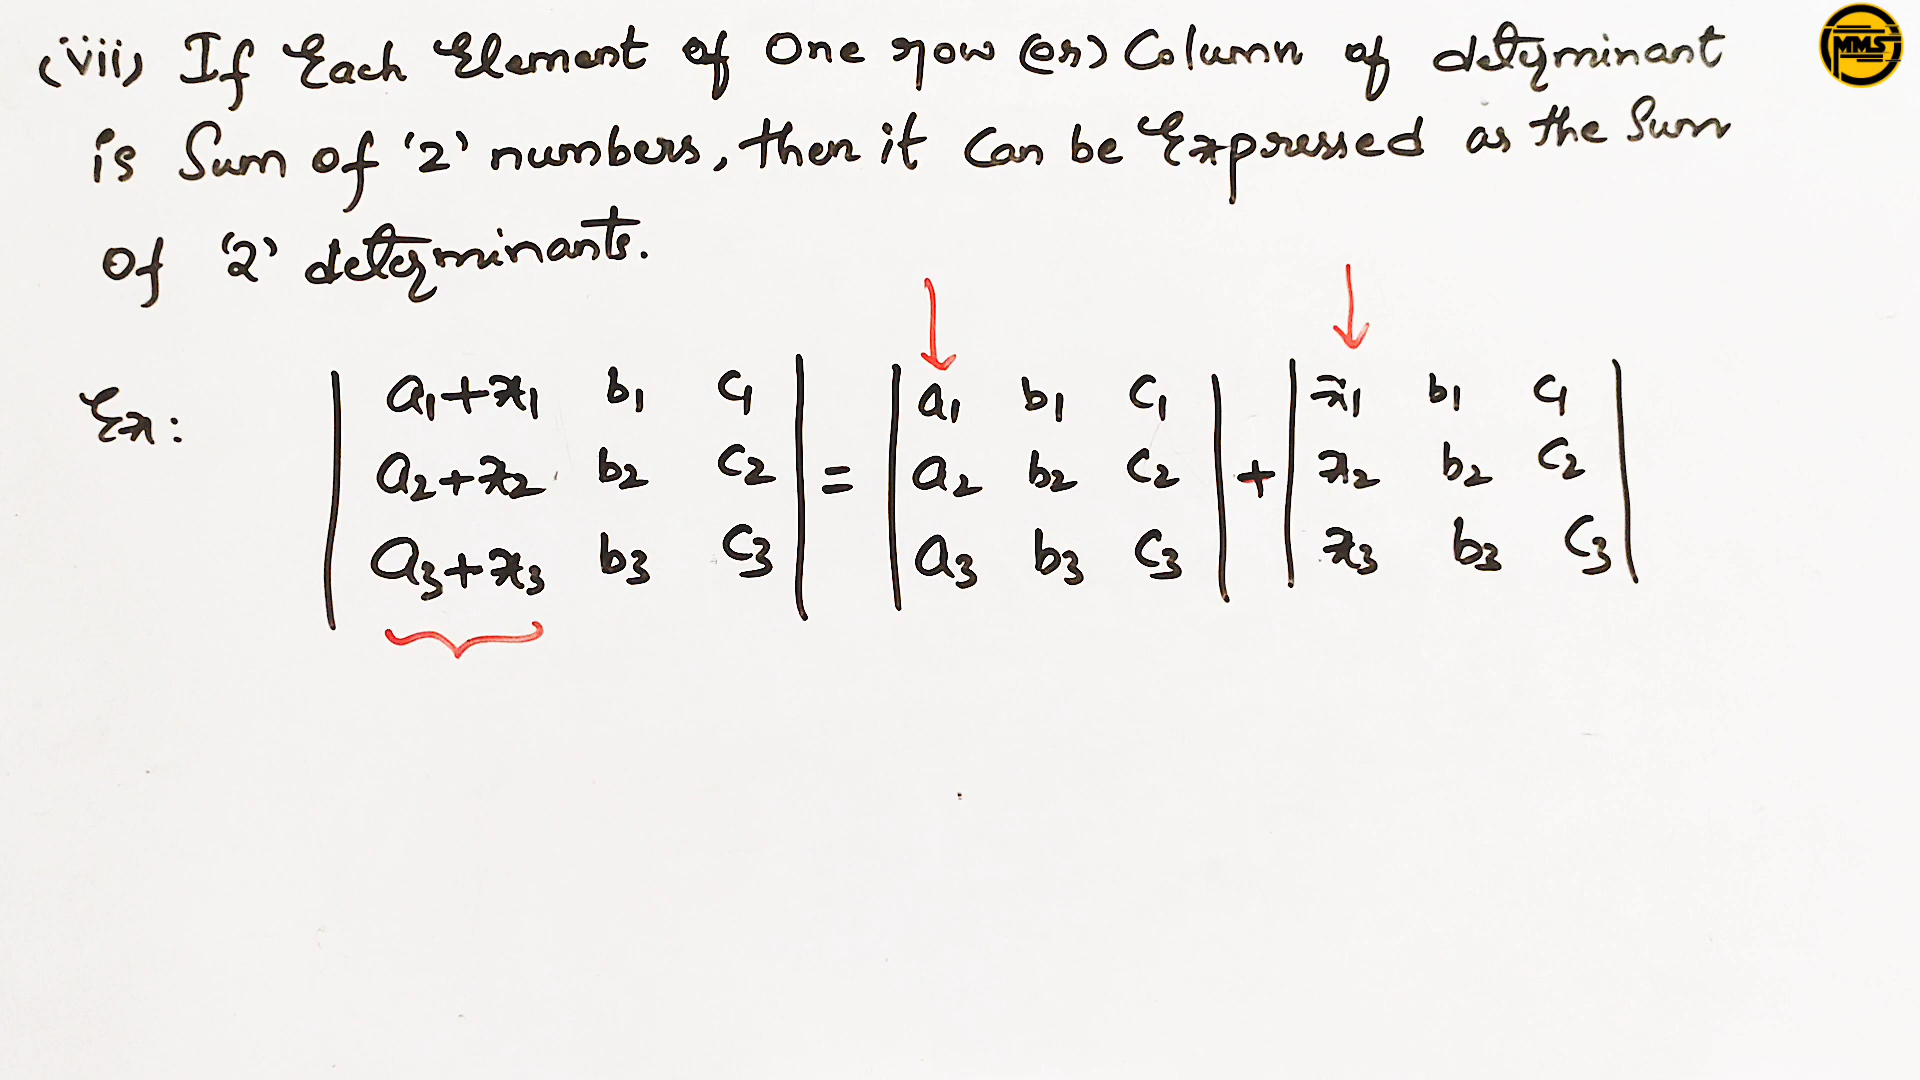 (vii) If Each Element of One row (or) Column of determinant
is Sum of '2' numbers, then it Can be Expressed as the Sum
Of '2' determinants.
Ex: | a1+x1 b1 c1 | | a1 b1 c1 | | x1 b1 c1 |
| a2+x2 b2 c2 | = | a2 b2 c2 | + | x2 b2 c2 |
| a3+x3 b3 c3 | | a3 b3 c3 | | x3 b3 c3 |
MMS